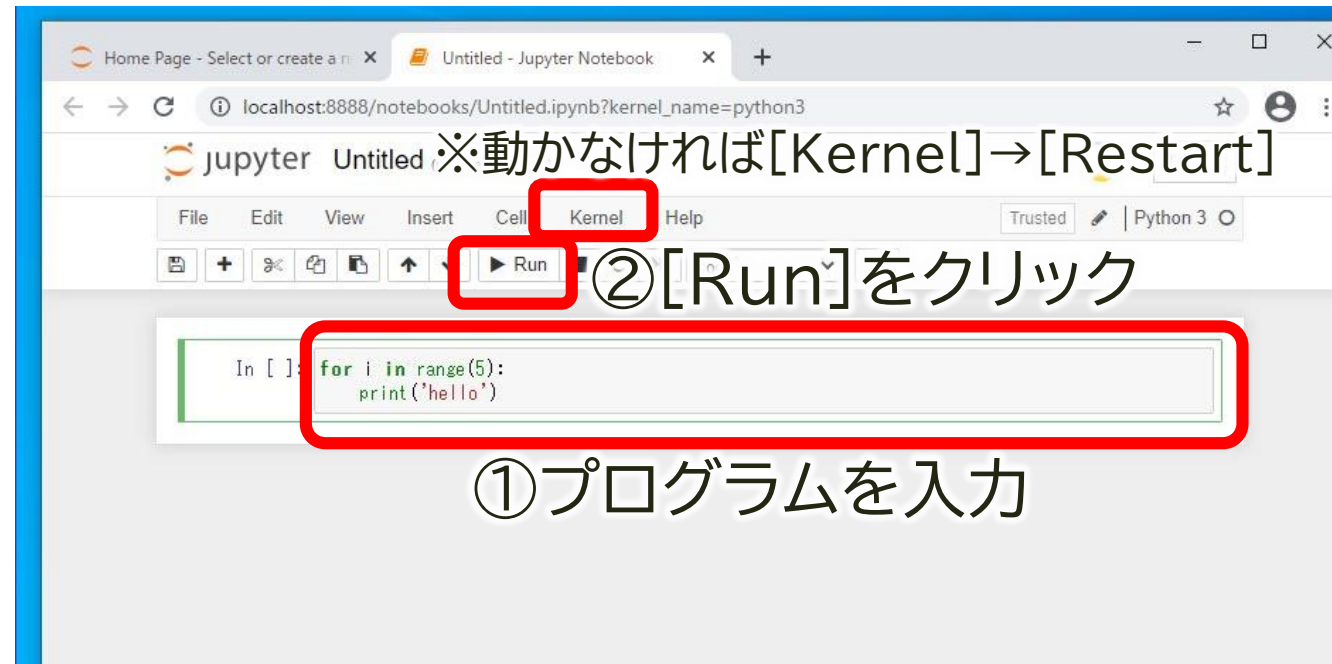 Home Page - Select or create a n
Untitled - Jupyter Notebook
localhost:8888/notebooks/Untitled.ipynb?kernel_name=python3
jupyter Untitled
※動かなければ[Kernel]→[Restart]
File Edit View Insert Cell Kernel Help Trusted Python 3
Run
②[Run]をクリック
In [ ]: for i in range(5):
print('hello')
①プログラムを入力